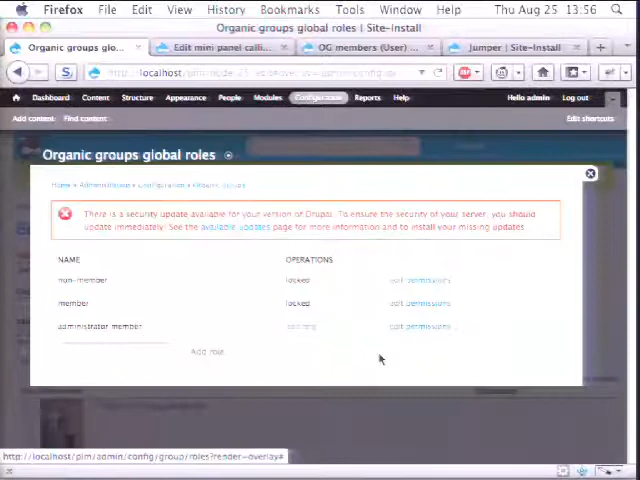 Firefox File Edit View History Bookmarks Tools Window Help Thu Aug 25 13:56
Organic groups global roles | Site-Install
Organic groups glo... Edit mini panel calli... OG members (User) ... Jumper | Site-Install
Dashboard Content Structure Appearance People Modules Configuration Reports Help Hello admin Log out
Add content Find content Edit shortcuts
Organic groups global roles
Home » Administration » Configuration » Organic groups
There is a security update available for your version of Drupal. To ensure the security of your server, you should
update immediately! See the available updates page for more information and to install your missing updates.
NAME OPERATIONS
non-member locked edit permissions
member locked edit permissions
administrator member edit permissions
Add role
http://localhost/plm/admin/config/group/roles?render=overlay#